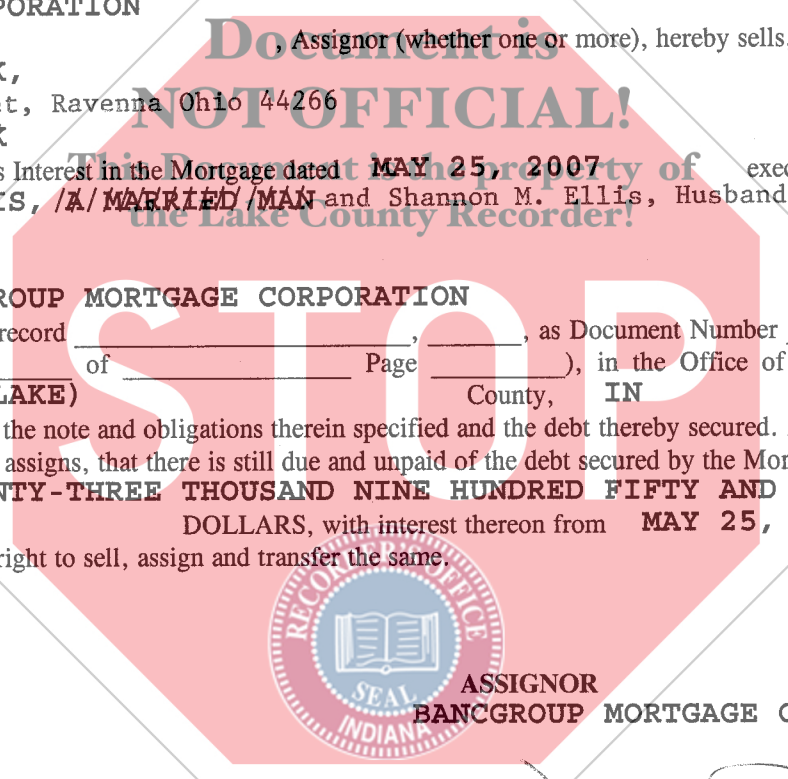 PORATION
Document is
, Assignor (whether one or more), hereby sells,
t, Ravenna Ohio 44266
NOT OFFICIAL!
s Interest in the Mortgage dated MAY 25, 2007 exec
This Document is the property of
IS, /A/ MARRIED /MAN and Shannon M. Ellis, Husband
the Lake County Recorder!
ROUP MORTGAGE CORPORATION
record ____________, ______, as Document Number
of ____________ Page ________), in the Office of
LAKE) County, IN
the note and obligations therein specified and the debt thereby secured.
assigns, that there is still due and unpaid of the debt secured by the Mor
NTY-THREE THOUSAND NINE HUNDRED FIFTY AND
DOLLARS, with interest thereon from MAY 25,
right to sell, assign and transfer the same.
STOP
RECORDER'S OFFICE
SEAL
INDIANA
ASSIGNOR
BANCGROUP MORTGAGE C